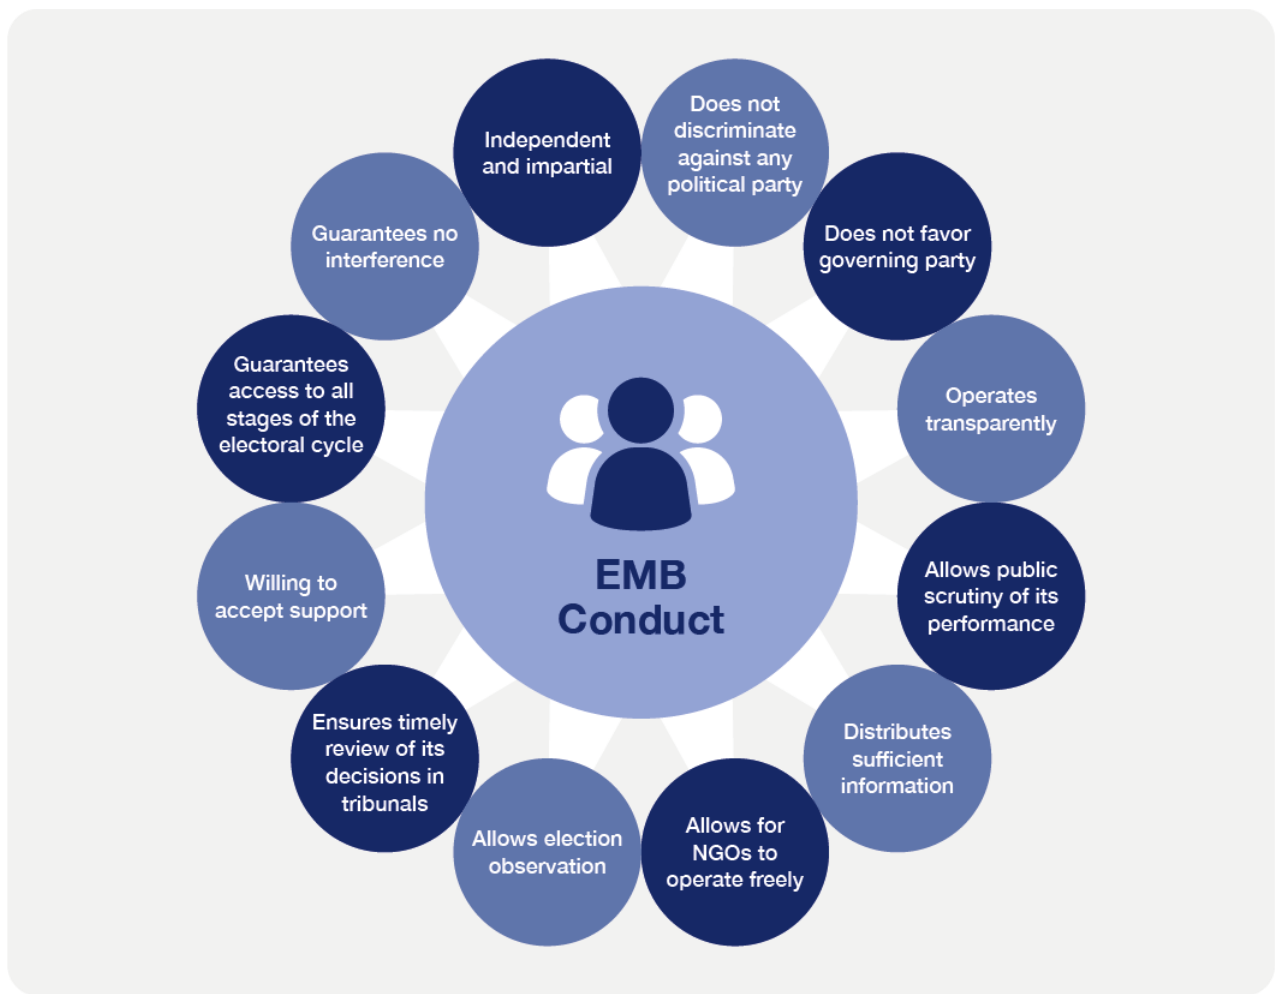 Independent
and impartial
Does not
discriminate
against any
political party
Does not favor
governing party
Operates
transparently
Allows public
scrutiny of its
performance
Distributes
sufficient
information
Allows for
NGOs to
operate freely
Allows election
observation
Ensures timely
review of its
decisions in
tribunals
Willing to
accept support
Guarantees
access to all
stages of the
electoral cycle
Guarantees no
interference
EMB
Conduct